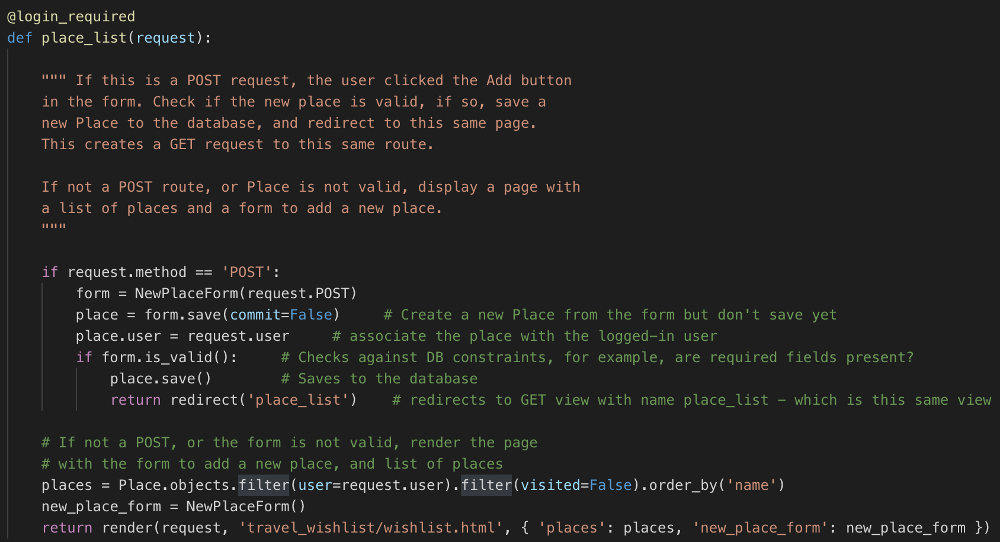 @login_required
def place_list(request):
""" If this is a POST request, the user clicked the Add button
in the form. Check if the new place is valid, if so, save a
new Place to the database, and redirect to this same page.
This creates a GET request to this same route.
If not a POST route, or Place is not valid, display a page with
a list of places and a form to add a new place.
"""
if request.method == 'POST':
form = NewPlaceForm(request.POST)
place = form.save(commit=False)     # Create a new Place from the form but don't save yet
place.user = request.user     # associate the place with the logged-in user
if form.is_valid():     # Checks against DB constraints, for example, are required fields present?
place.save()        # Saves to the database
return redirect('place_list')    # redirects to GET view with name place_list - which is this same view
# If not a POST, or the form is not valid, render the page
# with the form to add a new place, and list of places
places = Place.objects.filter(user=request.user).filter(visited=False).order_by('name')
new_place_form = NewPlaceForm()
return render(request, 'travel_wishlist/wishlist.html', { 'places': places, 'new_place_form': new_place_form })